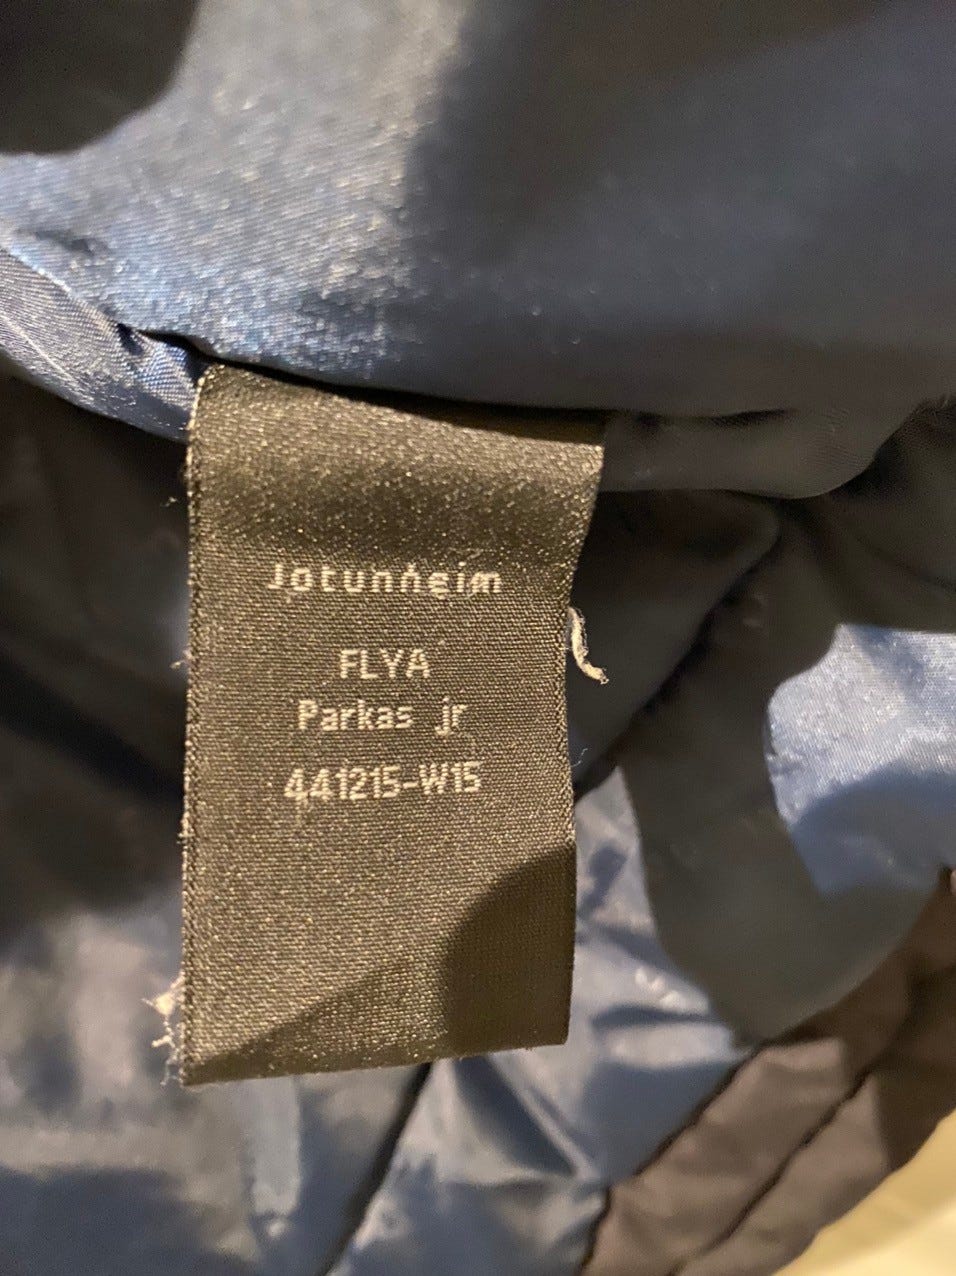 Jotunheim
FLYA
Parkas jr
441215-W15